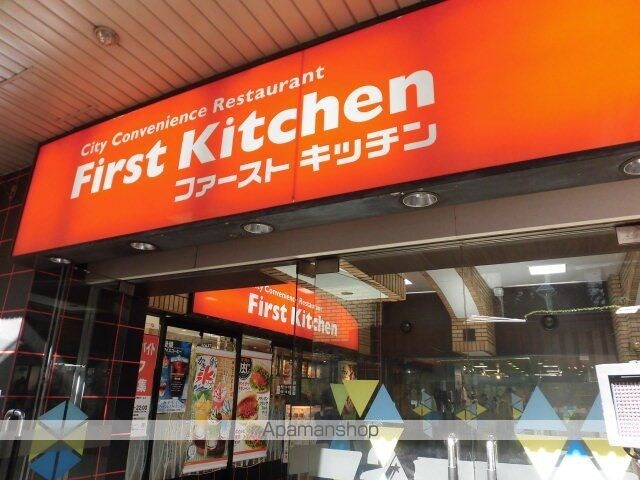 City Convenience Restaurant
First Kitchen
ファーストキッチン
City Convenience Restaurant
First Kitchen
Apamanshop